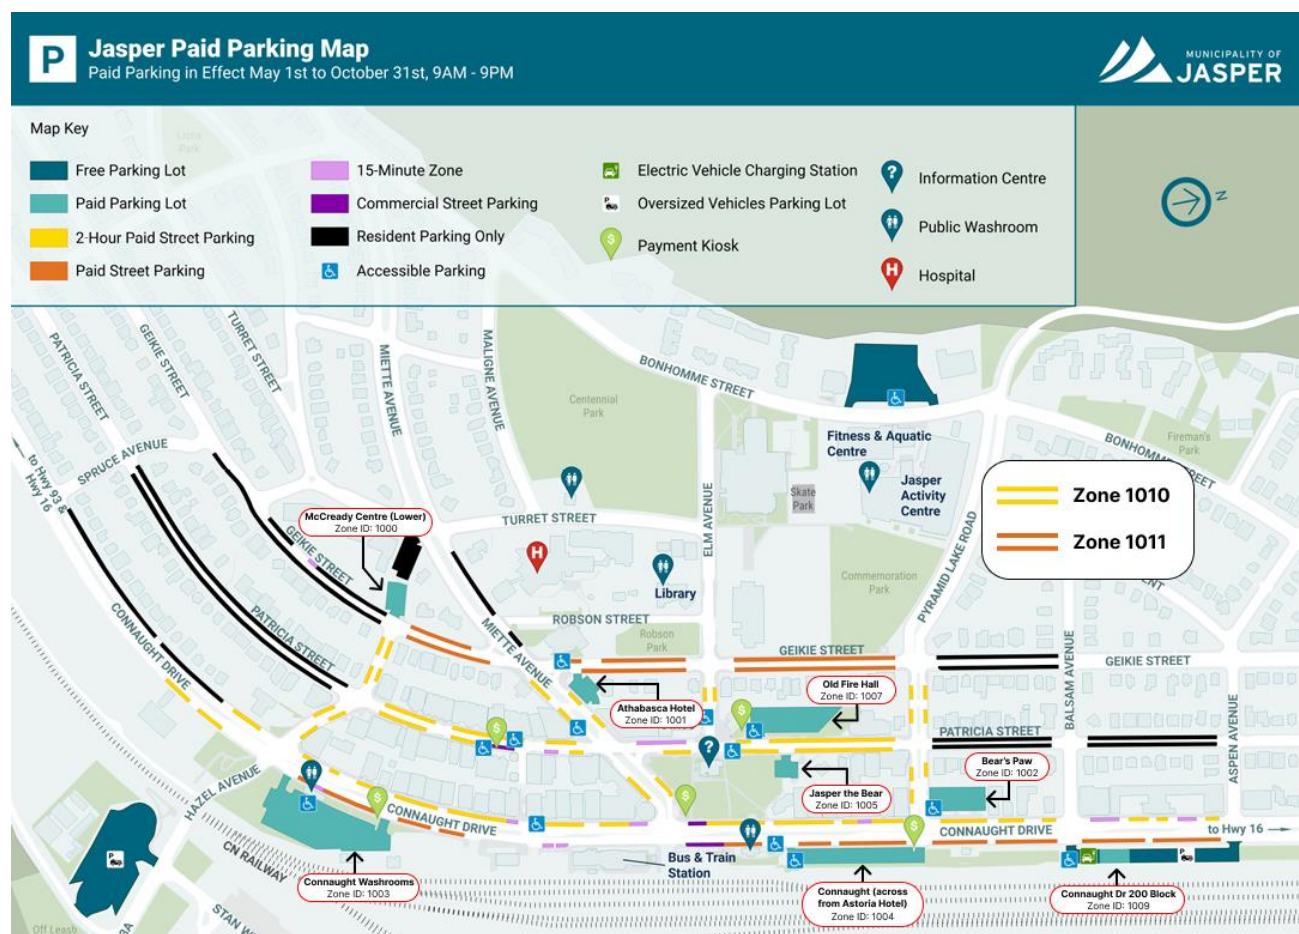 P
Jasper Paid Parking Map
Paid Parking in Effect May 1st to October 31st, 9AM - 9PM
MUNICIPALITY OF
JASPER
Map Key
Free Parking Lot
Paid Parking Lot
2-Hour Paid Street Parking
Paid Street Parking
15-Minute Zone
Commercial Street Parking
Resident Parking Only
Accessible Parking
Electric Vehicle Charging Station
P
Oversized Vehicles Parking Lot
$
Payment Kiosk
?
Information Centre
Public Washroom
H
Hospital
N
Lions
Park
PATRICIA STREET
GEIKIE STREET
TURRET STREET
MIETTE AVENUE
MALIGNE AVENUE
BONHOMME STREET
Centennial
Park
Fitness & Aquatic
Centre
Jasper
Activity
Centre
Skate
Park
Fireman's
Park
BONHOMME STREET
Zone 1010
Zone 1011
to Hwy 93 &
Hwy 16
SPRUCE AVENUE
McCready Centre (Lower)
Zone ID: 1000
TURRET STREET
ELM AVENUE
PYRAMID LAKE ROAD
H
Library
Commemoration
Park
GEIKIE STREET
ROBSON STREET
Robson
Park
CONNAUGHT DRIVE
PATRICIA STREET
MIETTE AVENUE
GEIKIE STREET
BALSAM AVENUE
GEIKIE STREET
Old Fire Hall
Zone ID: 1007
Athabasca Hotel
Zone ID: 1001
$
$
?
PATRICIA STREET
ASPEN AVENUE
Bear's Paw
Zone ID: 1002
Jasper the Bear
Zone ID: 1005
HAZEL AVENUE
$
$
$
CONNAUGHT DRIVE
CONNAUGHT DRIVE
to Hwy 16
CN RAILWAY
P
Bus & Train
Station
P
Connaught Washrooms
Zone ID: 1003
Connaught (across
from Astoria Hotel)
Zone ID: 1004
Connaught Dr 200 Block
Zone ID: 1009
Off Leash